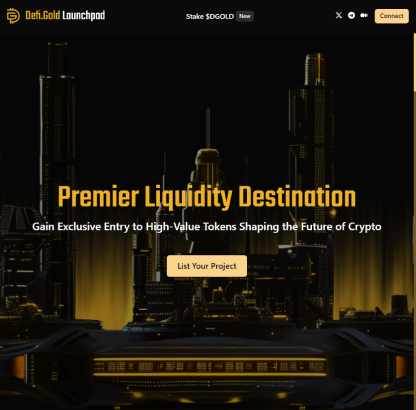 Defi.Gold Launchpad
Stake $DGOLD New
Connect
Premier Liquidity Destination
Gain Exclusive Entry to High-Value Tokens Shaping the Future of Crypto
List Your Project